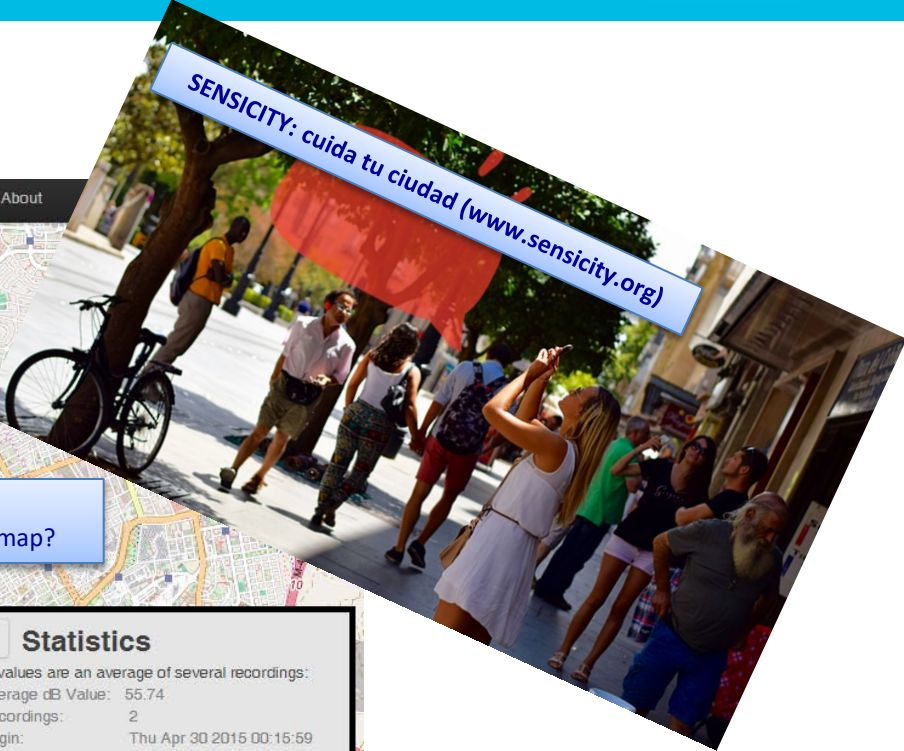 SENSICITY: cuida tu ciudad (www.sensicity.org)
About
map?
10
Statistics
values are an average of several recordings:
erage dB Value: 55.74
cordings: 2
gin: Thu Apr 30 2015 00:15:59